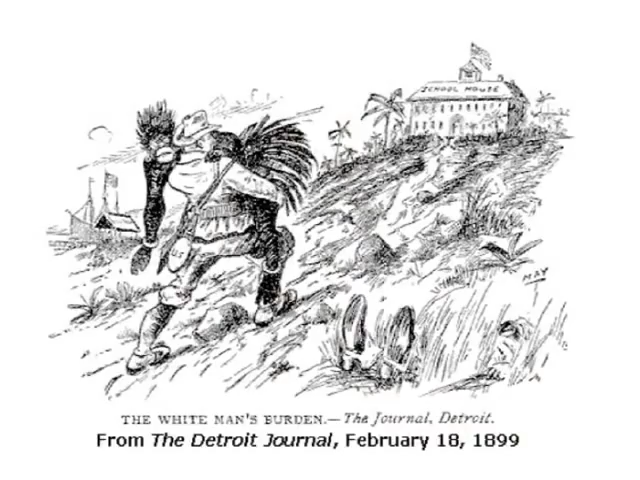 SCHOOL HOUSE
MAY
THE WHITE MAN'S BURDEN.—The Journal, Detroit.
From The Detroit Journal, February 18, 1899